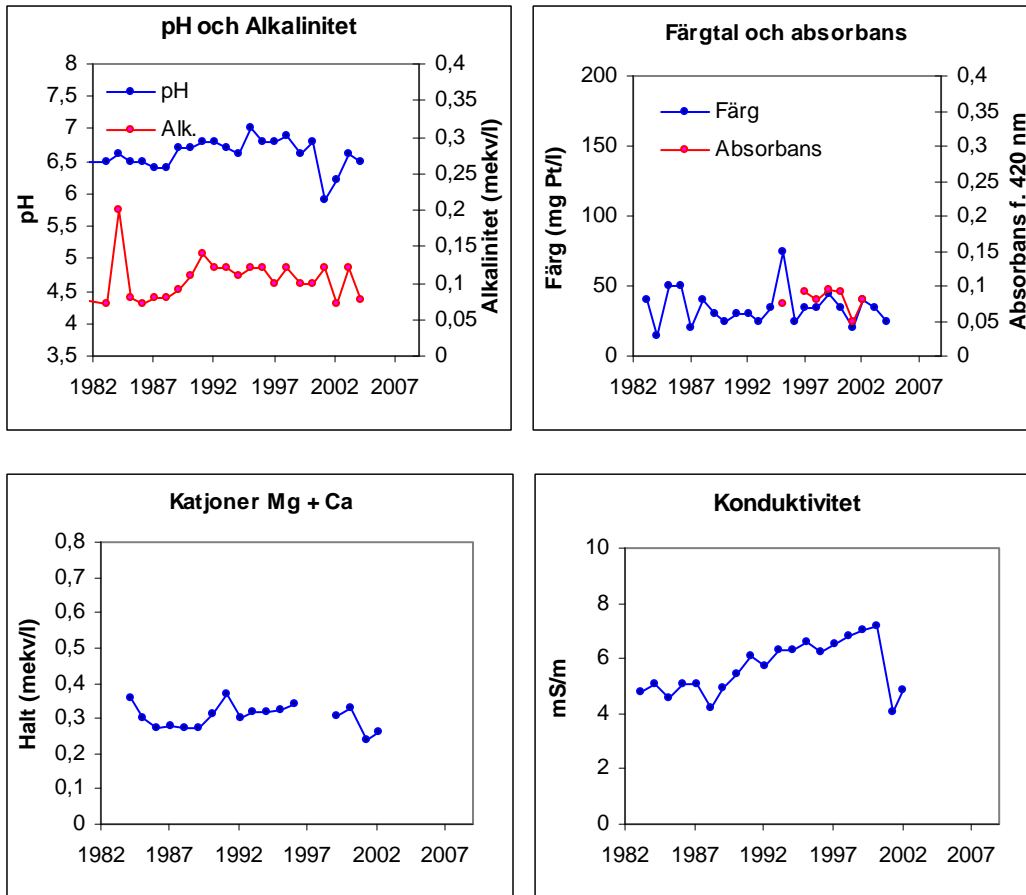 pH och Alkalinitet
8
7,5
7
6,5
6
5,5
5
4,5
4
3,5
pH
pH
Alk.
0,4
0,35
0,3
0,25
0,2
0,15
0,1
0,05
0
Alkalinitet (mekv/l)
1982 1987 1992 1997 2002 2007
Färgtal och absorbans
200
150
100
50
0
Färg (mg Pt/l)
Färg
Absorbans
0,4
0,35
0,3
0,25
0,2
0,15
0,1
0,05
0
Absorbans f. 420 nm
1982 1987 1992 1997 2002 2007
Katjoner Mg + Ca
0,8
0,7
0,6
0,5
0,4
0,3
0,2
0,1
0
Halt (mekv/l)
1982 1987 1992 1997 2002 2007
Konduktivitet
10
8
6
4
2
0
mS/m
1982 1987 1992 1997 2002 2007